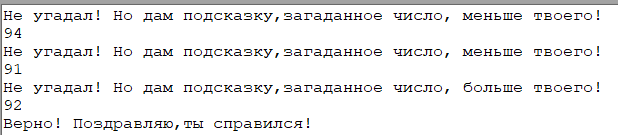 Не угадал! Но дам подсказку,загаданное число, меньше твоего!
94
Не угадал! Но дам подсказку,загаданное число, меньше твоего!
91
Не угадал! Но дам подсказку,загаданное число, больше твоего!
92
Верно! Поздравляю,ты справился!